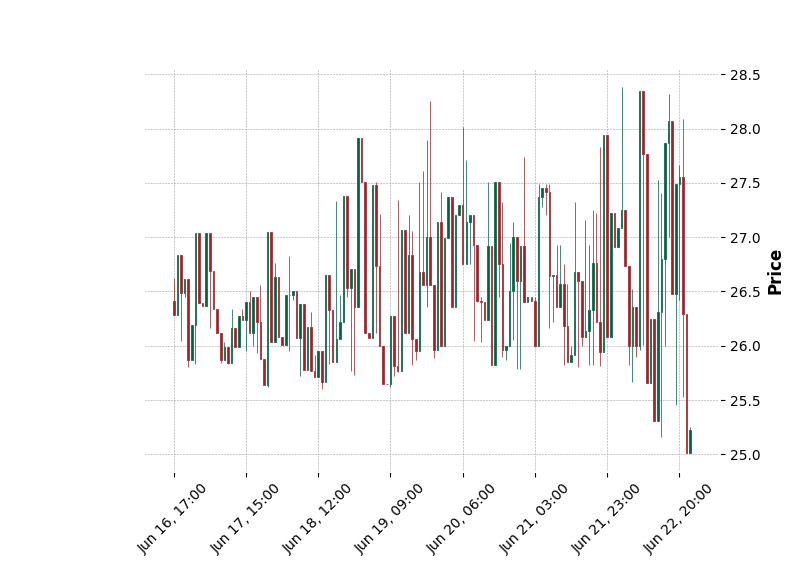 28.5
28.0
27.5
27.0
26.5
26.0
25.5
25.0
Price
Jun 16, 17:00
Jun 17, 15:00
Jun 18, 12:00
Jun 19, 09:00
Jun 20, 06:00
Jun 21, 03:00
Jun 21, 23:00
Jun 22, 20:00